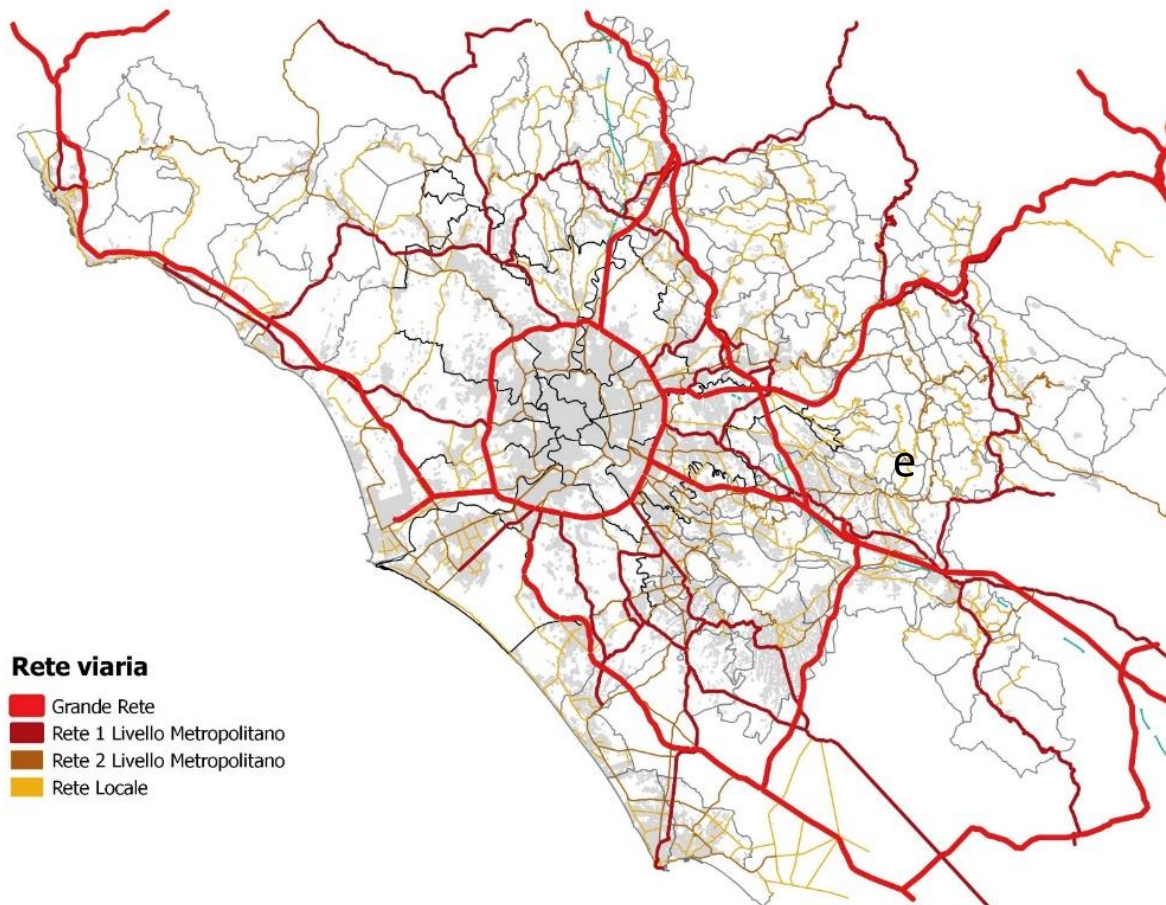 e
Rete viaria
Grande Rete
Rete 1 Livello Metropolitano
Rete 2 Livello Metropolitano
Rete Locale